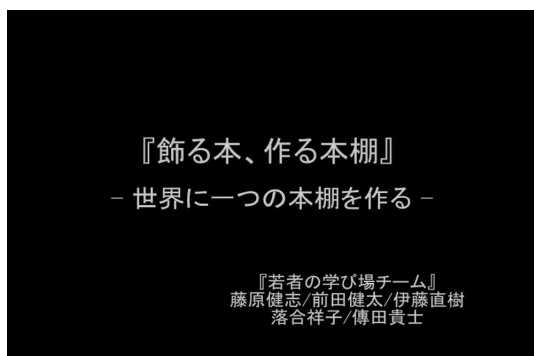 『飾る本、作る本棚』
− 世界に一つの本棚を作る −
『若者の学び場チーム』
藤原健志/前田健太/伊藤直樹
落合祥子/傳田貴士